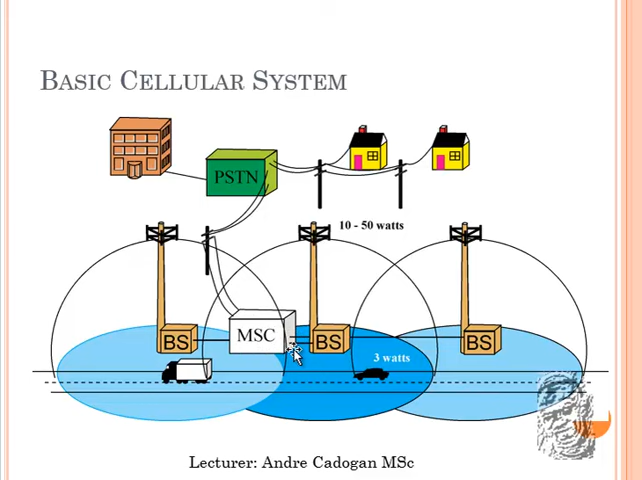 BASIC CELLULAR SYSTEM
PSTN
10 - 50 watts
BS
MSC
BS
BS
3 watts
Lecturer: Andre Cadogan MSc